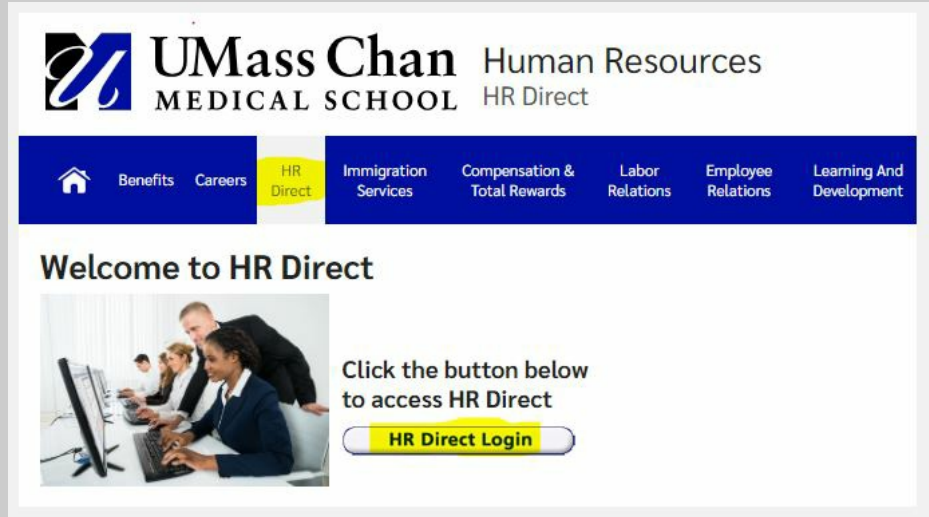 UMass Chan
MEDICAL SCHOOL
Human Resources
HR Direct
Benefits
Careers
HR
Direct
Immigration
Services
Compensation &
Total Rewards
Labor
Relations
Employee
Relations
Learning And
Development
Welcome to HR Direct
Click the button below
to access HR Direct
HR Direct Login